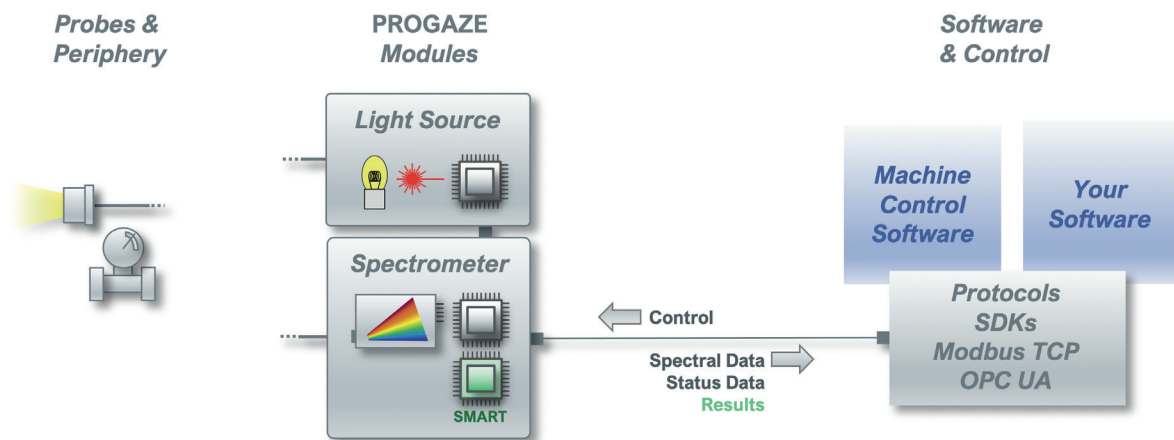 Probes &
Periphery
PROGAZE
Modules
Software
& Control
Light Source
Spectrometer
SMART
Control
Spectral Data
Status Data
Results
Machine
Control
Software
Your
Software
Protocols
SDKs
Modbus TCP
OPC UA